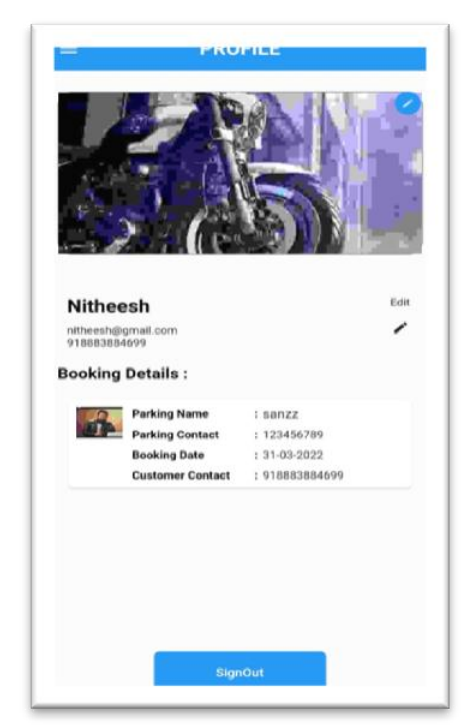 PROFILE
Nitheesh
Edit
nitheesh@gmail.com
918883884699
Booking Details :
Parking Name : sanzz
Parking Contact : 123456789
Booking Date : 31-03-2022
Customer Contact : 918883884699
SignOut